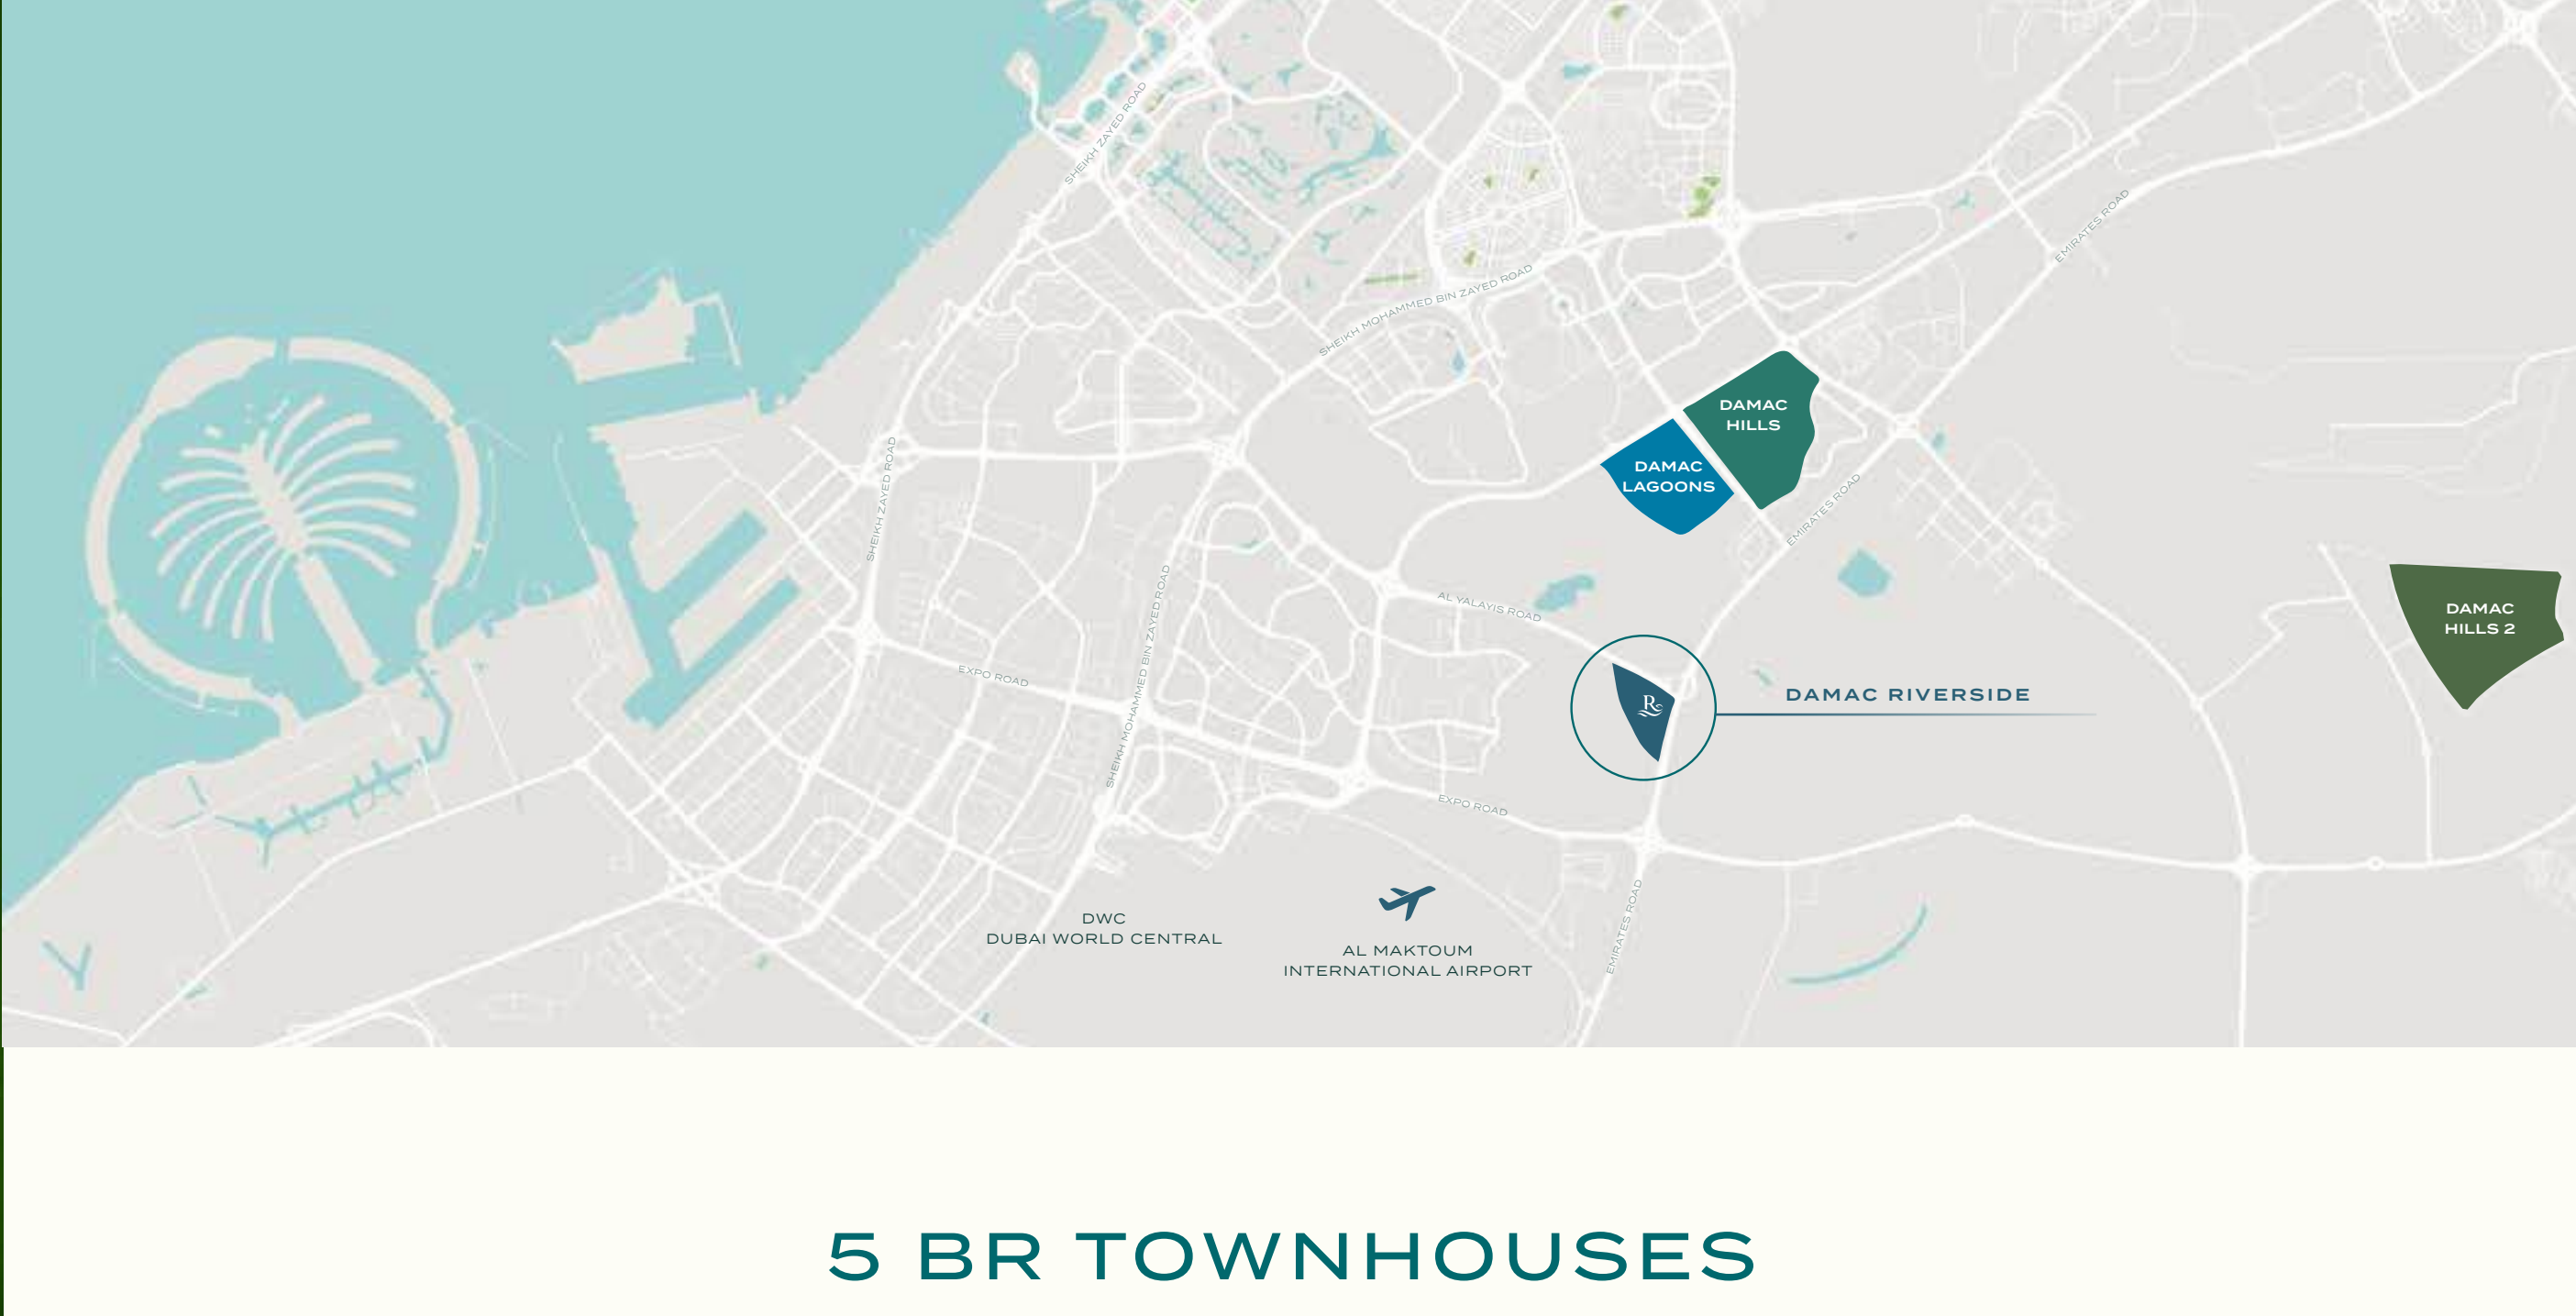 SHEIKH ZAYED ROAD
EMIRATES ROAD
SHEIKH MOHAMMED BIN ZAYED ROAD
DAMAC
HILLS
DAMAC
LAGOONS
SHEIKH ZAYED ROAD
EMIRATES ROAD
SHEIKH MOHAMMED BIN ZAYED ROAD
AL YALAYIS ROAD
DAMAC
HILLS 2
EXPO ROAD
R
DAMAC RIVERSIDE
EXPO ROAD
EMIRATES ROAD
DWC
DUBAI WORLD CENTRAL
AL MAKTOUM
INTERNATIONAL AIRPORT
5 BR TOWNHOUSES